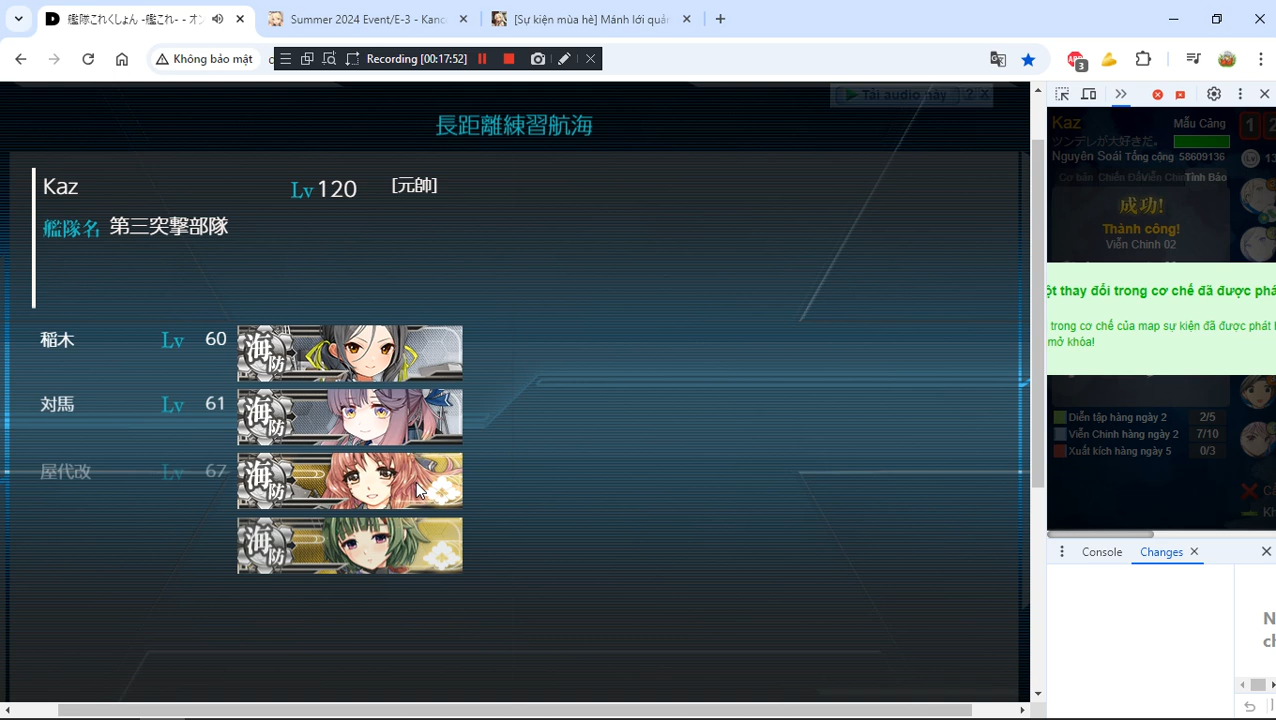 艦隊これくしょん -艦これ- - オン
Summer 2024 Event/E-3 - Kanc
[Sự kiện mùa hè] Mánh lới quản
Không bảo mật
Recording [00:17:52]
3
Tải audio này
長距離練習航海
Kaz
Lv 120
[元帥]
艦隊名 第三突撃部隊
稲木 Lv 60
海防
対馬 Lv 61
海防
屋代改 Lv 67
海防
海防
Kaz
Mẫu Cảng
ツンデレが大好きだ。
Nguyên Soái Tổng cộng 58609136
Cơ bản
Tình Báo
成功!
Thành công!
Viễn Chinh 02
ột thay đổi trong cơ chế đã được phá
trong cơ chế của map sự kiện đã được phát h
mở khóa!
Diễn tập hàng ngày 2 2/5
Viễn Chinh hàng ngày 2 7/10
Xuất kích hàng ngày 5 0/3
1
2
Lv
Console
Changes
N
ch